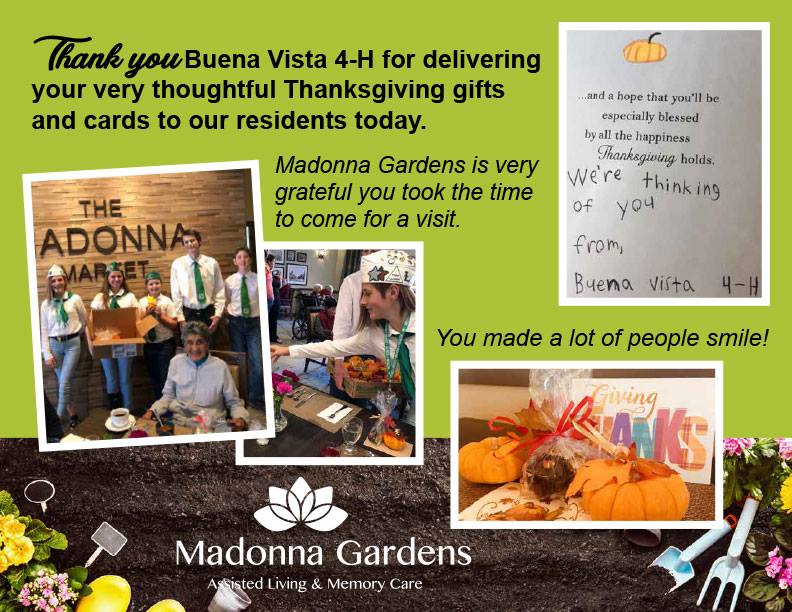 Thank you Buena Vista 4-H for delivering
your very thoughtful Thanksgiving gifts
and cards to our residents today.
Madonna Gardens is very
grateful you took the time
to come for a visit.
...and a hope that you'll be
especially blessed
by all the happiness
Thanksgiving holds.
We're thinking
of you
from,
Buena Vista 4-H
THE
ADONNA
MARKET
You made a lot of people smile!
Giving
THANKS
Madonna Gardens
Assisted Living & Memory Care